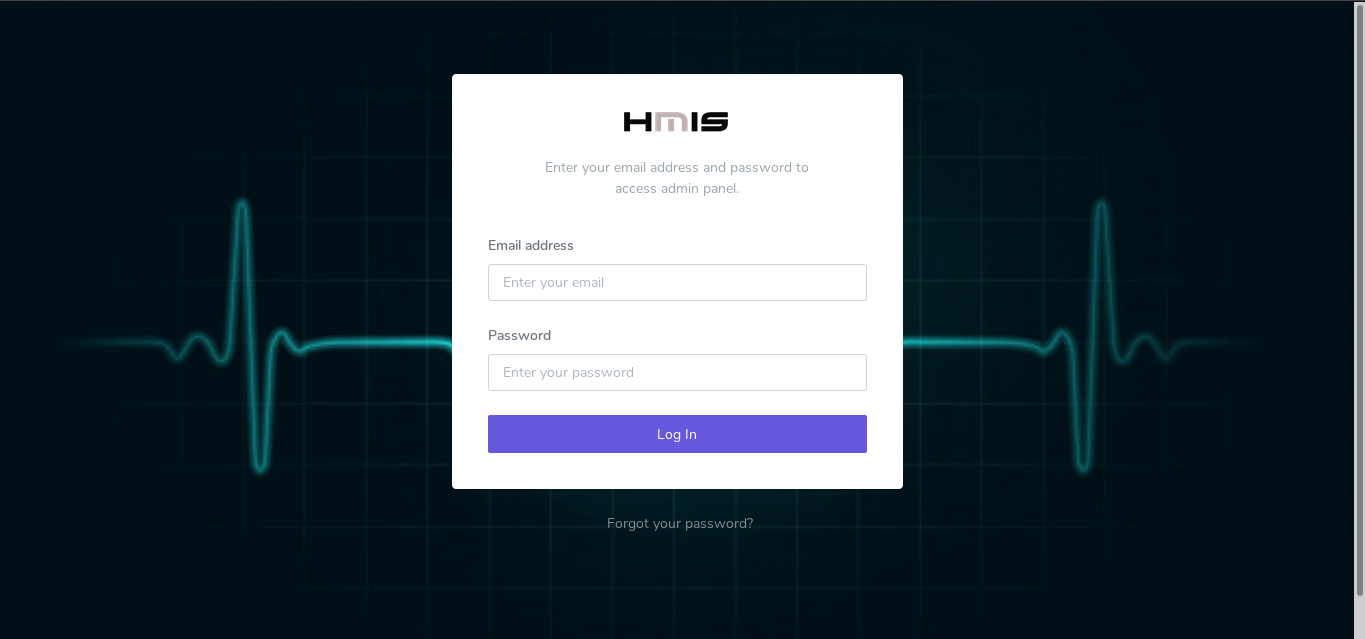 HMIS
Enter your email address and password to
access admin panel.
Email address
Enter your email
Password
Enter your password
Log In
Forgot your password?